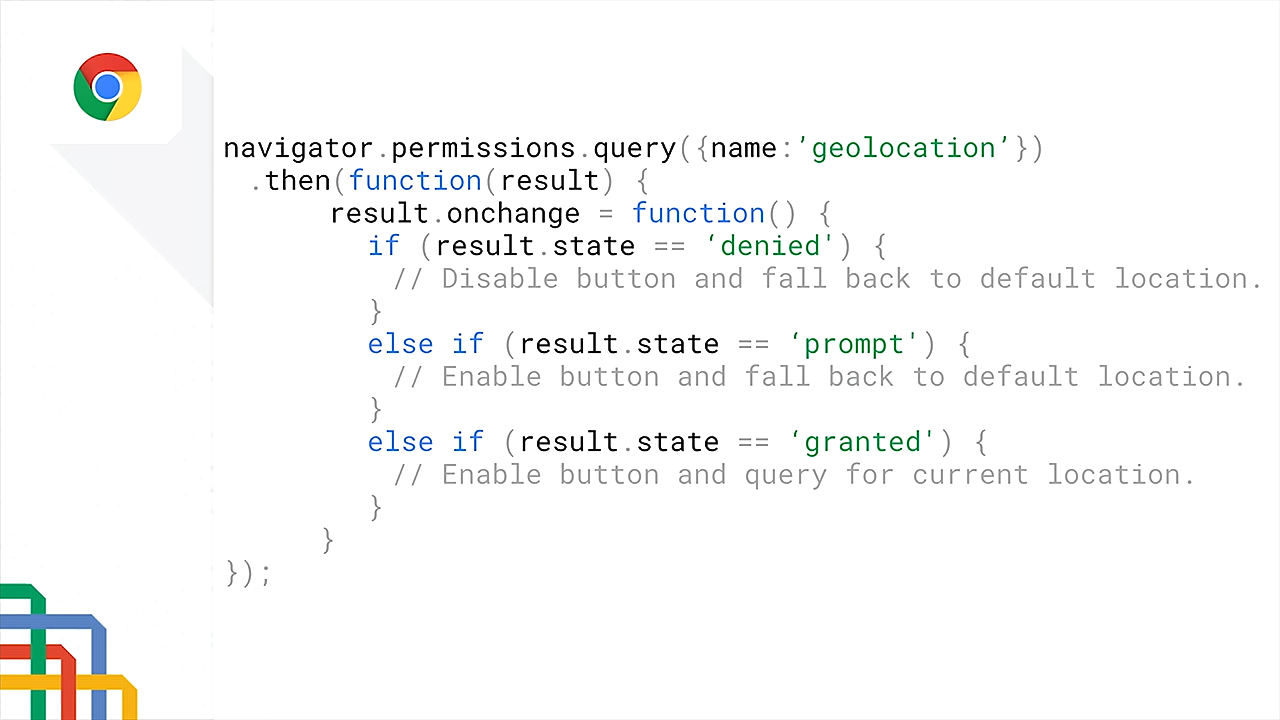 navigator.permissions.query({name:’geolocation’})
.then(function(result) {
result.onchange = function() {
if (result.state == ‘denied') {
// Disable button and fall back to default location.
}
else if (result.state == ‘prompt') {
// Enable button and fall back to default location.
}
else if (result.state == ‘granted') {
// Enable button and query for current location.
}
}
});